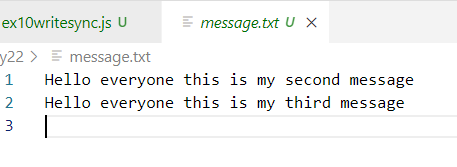 ex10writesync.js U message.txt U
y22 > message.txt
1 Hello everyone this is my second message
2 Hello everyone this is my third message
3